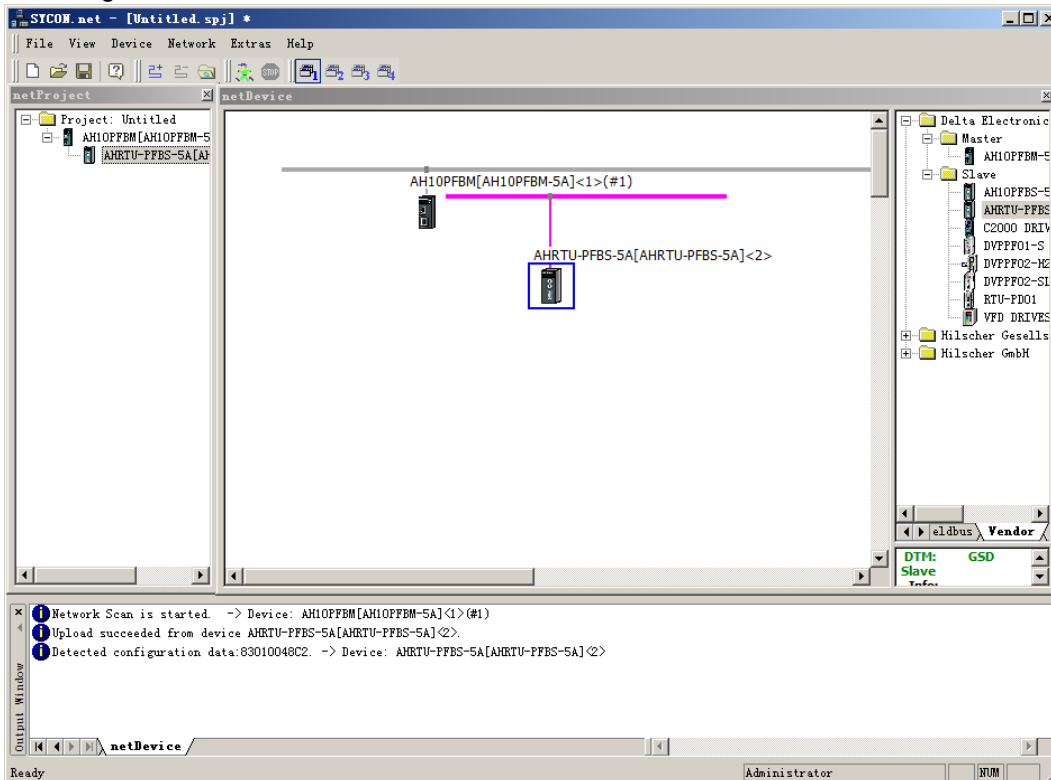 SYCON.net - [Untitled.spj] *
File View Device Network Extras Help
netProject
netDevice
Project: Untitled
AH10PFBM[AH10PFBM-5
AHRTU-PFBS-5A[AH
AH10PFBM[AH10PFBM-5A]<1>(#1)
AHRTU-PFBS-5A[AHRTU-PFBS-5A]<2>
Delta Electronic
Master
AH10PFBM-5
Slave
AH10PFBS-5
AHRTU-PFBS
C2000 DRIV
DVPPF01-S
DVPPF02-H2
DVPPF02-SL
RTU-PD01
VFD DRIVES
Hilscher Gesells
Hilscher GmbH
eldbus Vendor
DTM: GSD
Slave
Network Scan is started. -> Device: AH10PFBM[AH10PFBM-5A]<1>(#1)
Upload succeeded from device AHRTU-PFBS-5A[AHRTU-PFBS-5A]<2>.
Detected configuration data:83010048C2. -> Device: AHRTU-PFBS-5A[AHRTU-PFBS-5A]<2>
Output Window
netDevice
Ready
Administrator
NUM